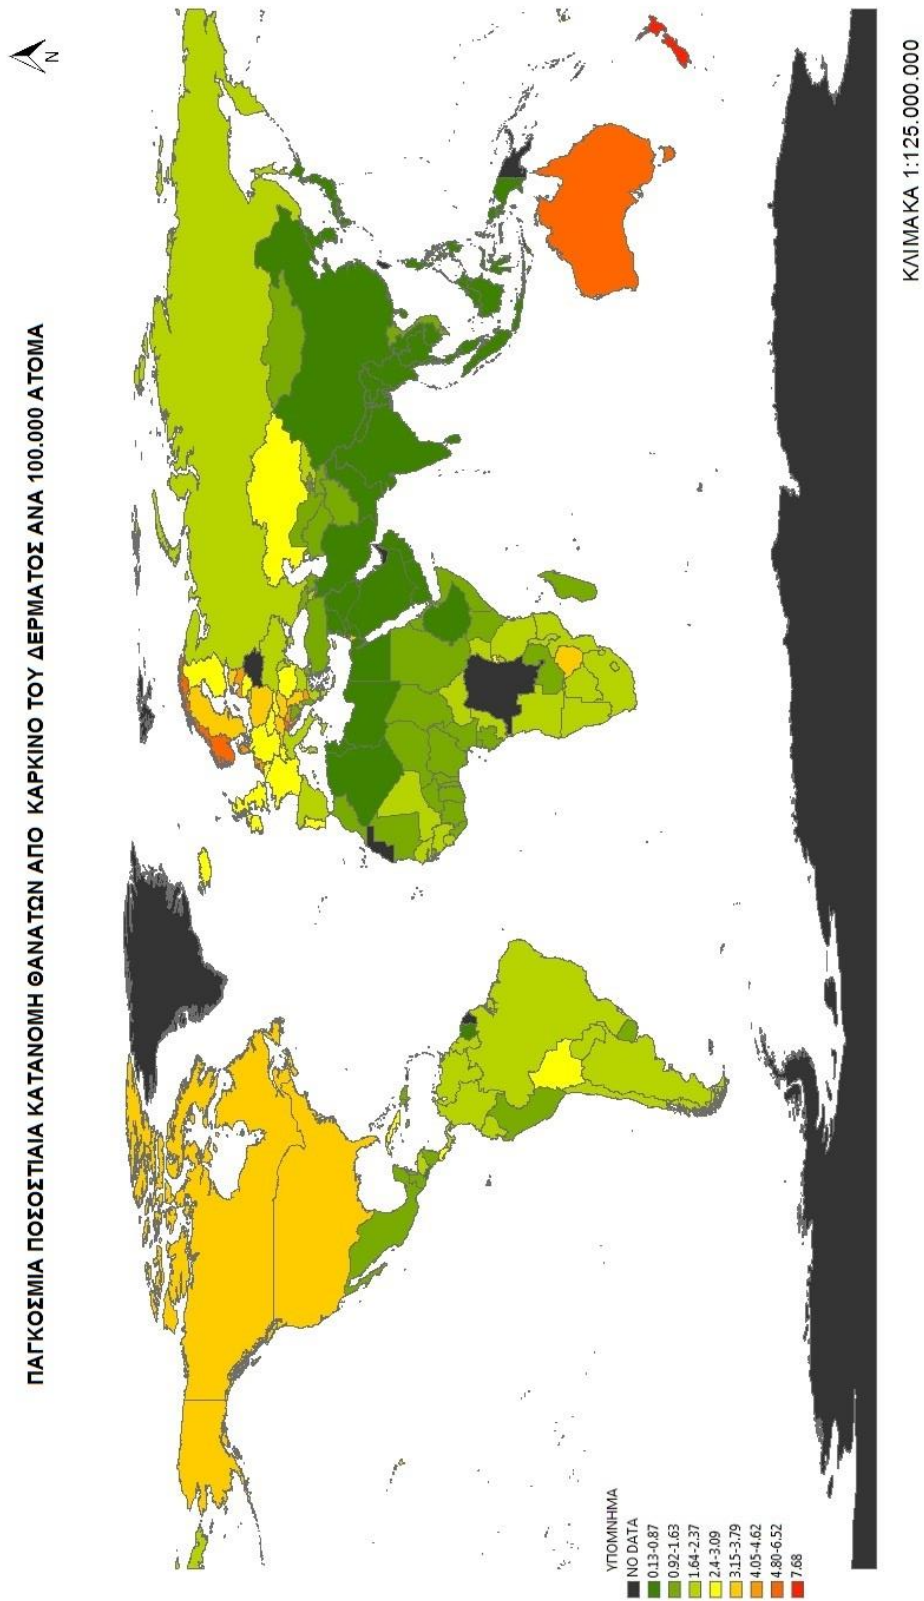 ΠΑΓΚΟΣΜΙΑ ΠΟΣΟΣΤΙΑΙΑ ΚΑΤΑΝΟΜΗ ΘΑΝΑΤΩΝ ΑΠΟ ΚΑΡΚΙΝΟ ΤΟΥ ΔΕΡΜΑΤΟΣ ΑΝΑ 100.000 ΑΤΟΜΑ
N
ΥΠΟΜΝΗΜΑ
NO DATA
0.13-0.87
0.92-1.63
1.64-2.37
2.4-3.09
3.15-3.79
4.05-4.62
4.80-6.52
7.68
ΚΛΙΜΑΚΑ 1:125.000.000